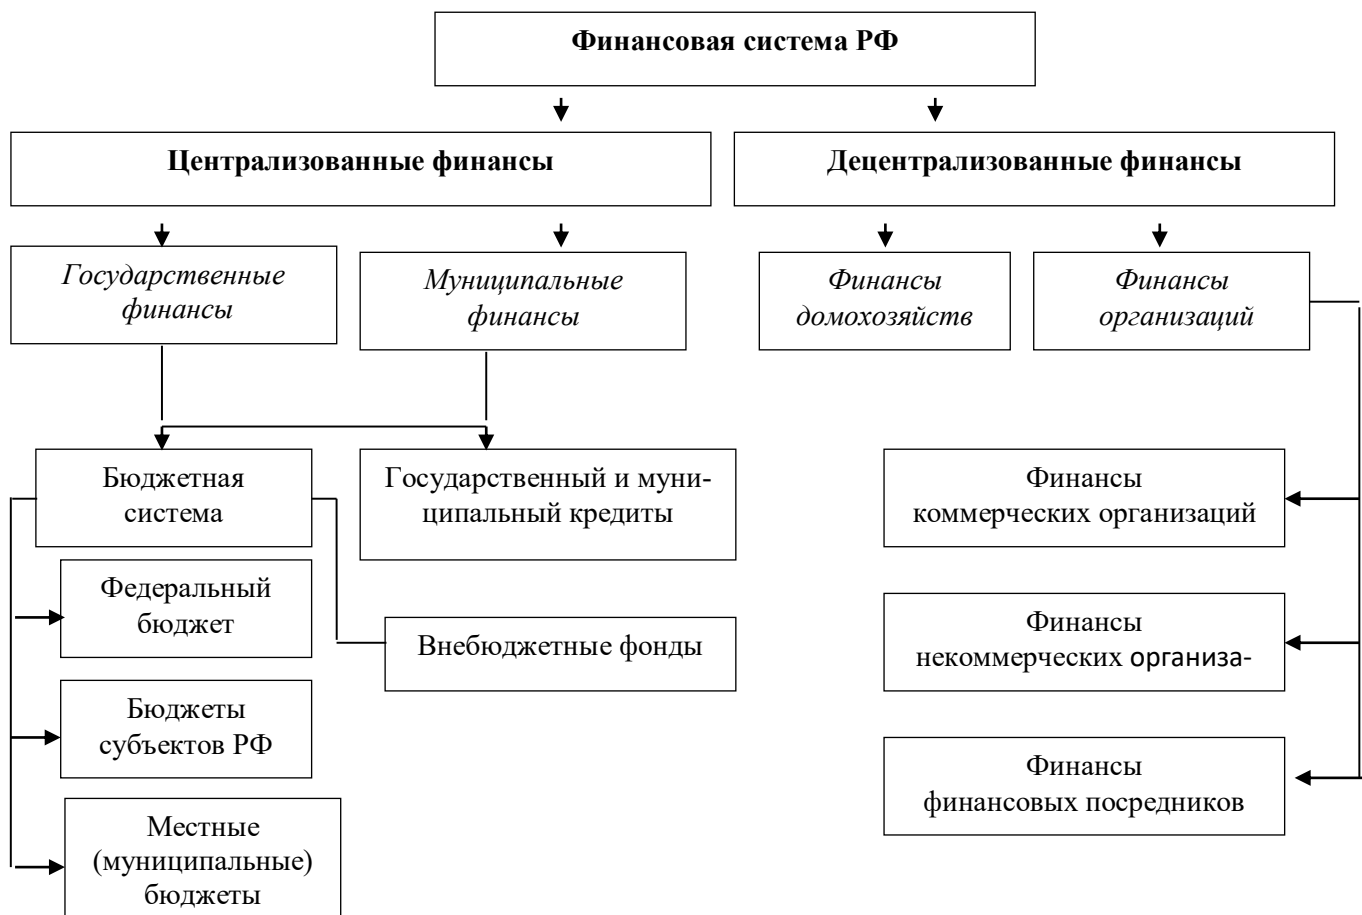 Финансовая система РФ
Централизованные финансы
Децентрализованные финансы
Государственные
финансы
Муниципальные
финансы
Финансы
домохозяйств
Финансы
организаций
Бюджетная
система
Государственный и муни-
ципальный кредиты
Финансы
коммерческих организаций
Федеральный
бюджет
Внебюджетные фонды
Финансы
некоммерческих организа-
Бюджеты
субъектов РФ
Финансы
финансовых посредников
Местные
(муниципальные)
бюджеты